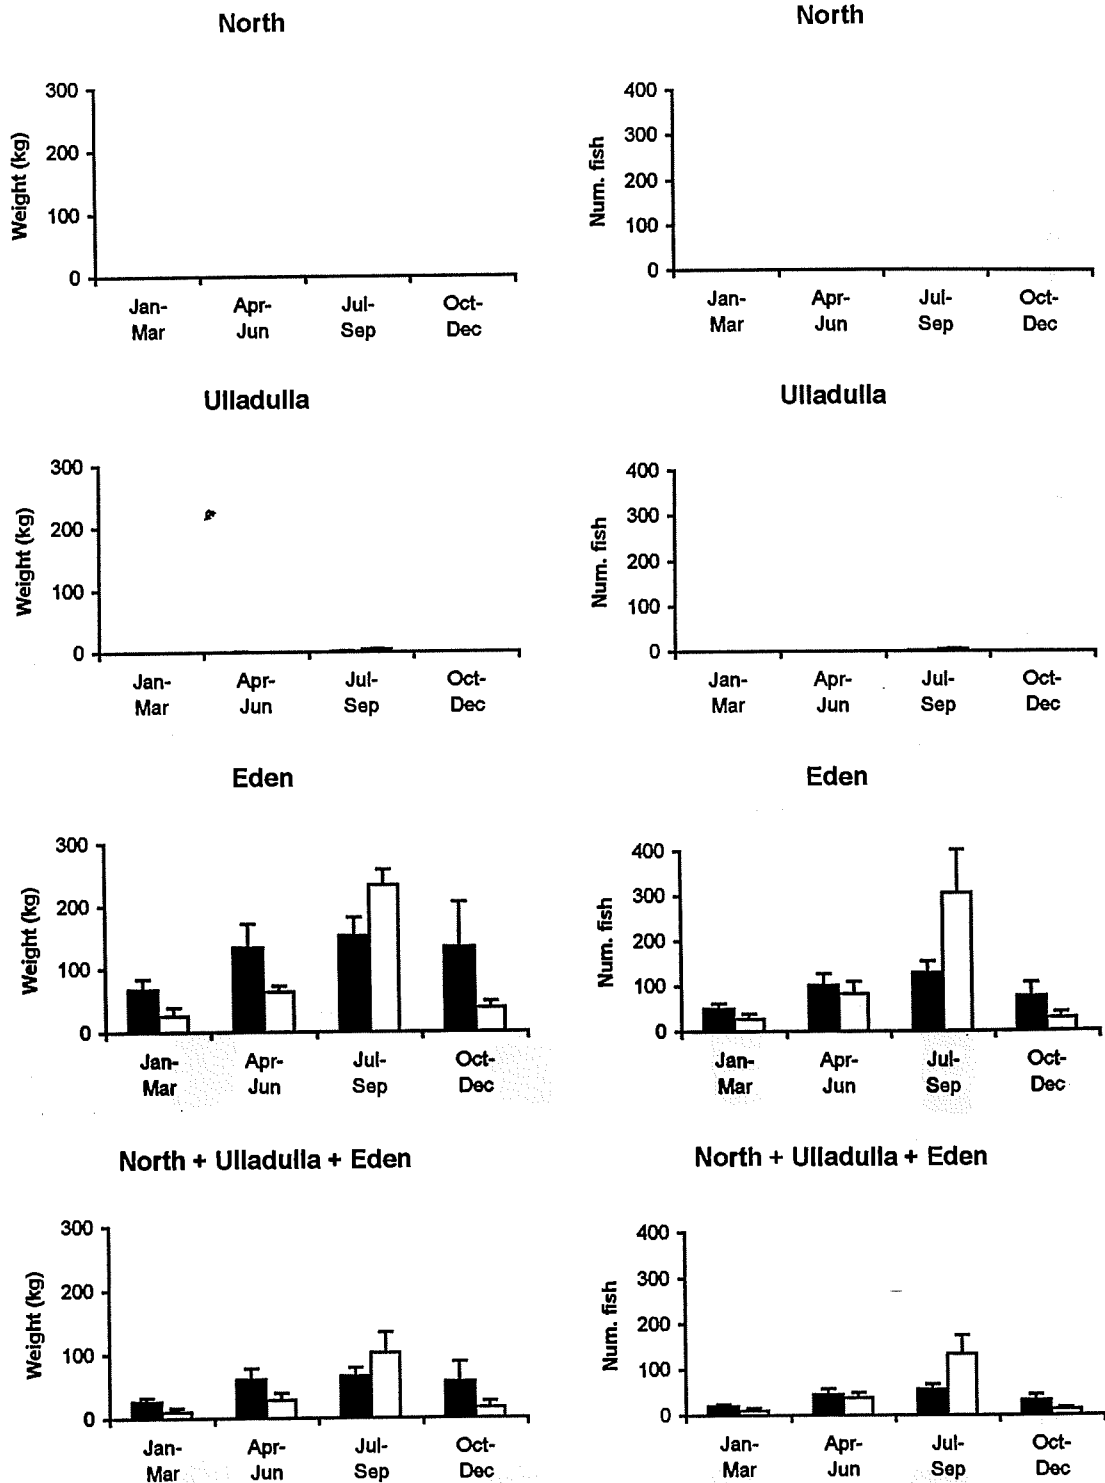 North
North
300
200
100
0
Weight (kg)
Jan-
Mar
Apr-
Jun
Jul-
Sep
Oct-
Dec
400
300
200
100
0
Num. fish
Jan-
Mar
Apr-
Jun
Jul-
Sep
Oct-
Dec
Ulladulla
Ulladulla
300
200
100
0
Weight (kg)
Jan-
Mar
Apr-
Jun
Jul-
Sep
Oct-
Dec
400
300
200
100
0
Num. fish
Jan-
Mar
Apr-
Jun
Jul-
Sep
Oct-
Dec
Eden
Eden
300
200
100
0
Weight (kg)
Jan-
Mar
Apr-
Jun
Jul-
Sep
Oct-
Dec
400
300
200
100
0
Num. fish
Jan-
Mar
Apr-
Jun
Jul-
Sep
Oct-
Dec
North + Ulladulla + Eden
North + Ulladulla + Eden
300
200
100
0
Weight (kg)
Jan-
Mar
Apr-
Jun
Jul-
Sep
Oct-
Dec
400
300
200
100
0
Num. fish
Jan-
Mar
Apr-
Jun
Jul-
Sep
Oct-
Dec